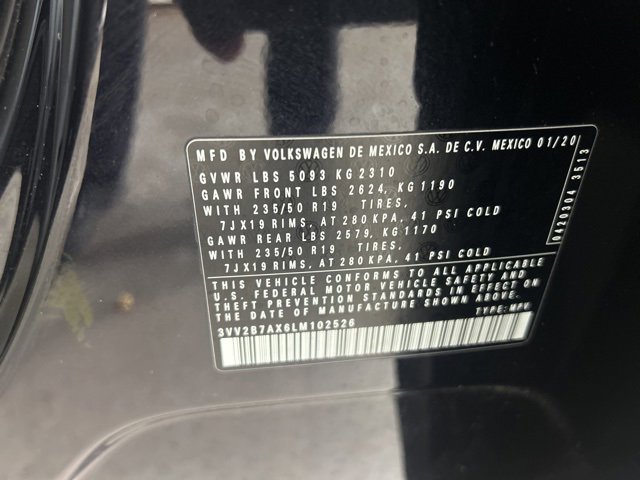 MFD BY VOLKSWAGEN DE MEXICO S.A. DE C.V. MEXICO 01/20
GVWR LBS 5093 KG 2310
GAWR FRONT LBS 2624, KG 1190
WITH 235/50 R19 TIRES.
7JX19 RIMS, AT 280 KPA, 41 PSI COLD
GAWR REAR LBS 2579, KG 1170
WITH 235/50 R19 TIRES.
7JX19 RIMS, AT 280 KPA, 41 PSI COLD
THIS VEHICLE CONFORMS TO ALL APPLICABLE
U.S. FEDERAL MOTOR VEHICLE SAFETY AND
THEFT PREVENTION STANDARDS IN EFFECT ON
THE DATE OF MANUFACTURE SHOWN ABOVE.
3VV2B7AX6LM102526 TYPE: MPV
0420304 3513